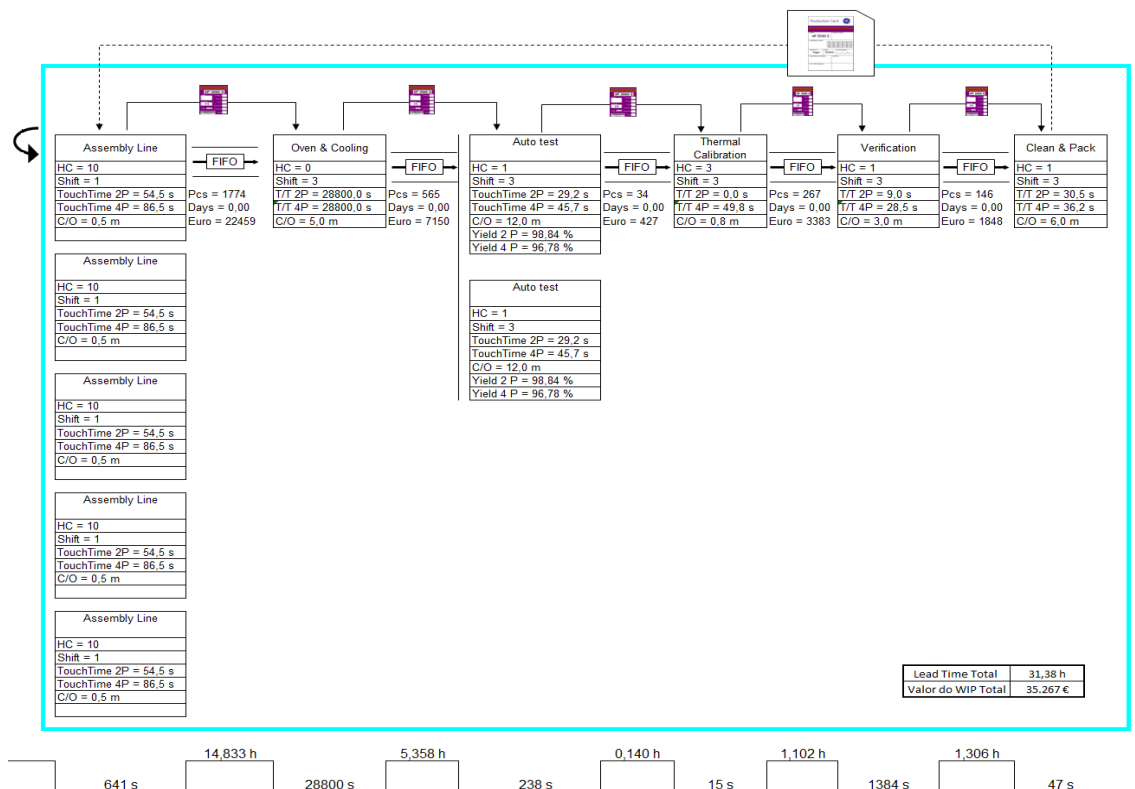 Production Card
Assembly Line
HC = 10
Shift = 1
TouchTime 2P = 54,5 s
TouchTime 4P = 86,5 s
C/O = 0,5 m
FIFO
Pcs = 1774
Days = 0,00
Euro = 22459
Oven & Cooling
HC = 0
Shift = 3
T/T 2P = 28800,0 s
T/T 4P = 28800,0 s
C/O = 5,0 m
FIFO
Pcs = 565
Days = 0,00
Euro = 7150
Auto test
HC = 1
Shift = 3
TouchTime 2P = 29,2 s
TouchTime 4P = 45,7 s
C/O = 12,0 m
Yield 2 P = 98,84 %
Yield 4 P = 96,78 %
FIFO
Pcs = 34
Days = 0,00
Euro = 427
Thermal
Calibration
HC = 3
Shift = 3
T/T 2P = 0,0 s
T/T 4P = 49,8 s
C/O = 0,8 m
FIFO
Pcs = 267
Days = 0,00
Euro = 3383
Verification
HC = 1
Shift = 3
T/T 2P = 9,0 s
T/T 4P = 28,5 s
C/O = 3,0 m
FIFO
Pcs = 146
Days = 0,00
Euro = 1848
Clean & Pack
HC = 1
Shift = 3
T/T 2P = 30,5 s
T/T 4P = 36,2 s
C/O = 6,0 m
Assembly Line
HC = 10
Shift = 1
TouchTime 2P = 54,5 s
TouchTime 4P = 86,5 s
C/O = 0,5 m
Auto test
HC = 1
Shift = 3
TouchTime 2P = 29,2 s
TouchTime 4P = 45,7 s
C/O = 12,0 m
Yield 2 P = 98,84 %
Yield 4 P = 96,78 %
Assembly Line
HC = 10
Shift = 1
TouchTime 2P = 54,5 s
TouchTime 4P = 86,5 s
C/O = 0,5 m
Assembly Line
HC = 10
Shift = 1
TouchTime 2P = 54,5 s
TouchTime 4P = 86,5 s
C/O = 0,5 m
Assembly Line
HC = 10
Shift = 1
TouchTime 2P = 54,5 s
TouchTime 4P = 86,5 s
C/O = 0,5 m
Lead Time Total 31,38 h
Valor do WIP Total 35.267 €
14,833 h 5,358 h 0,140 h 1,102 h 1,306 h
641 s 28800 s 238 s 15 s 1384 s 47 s